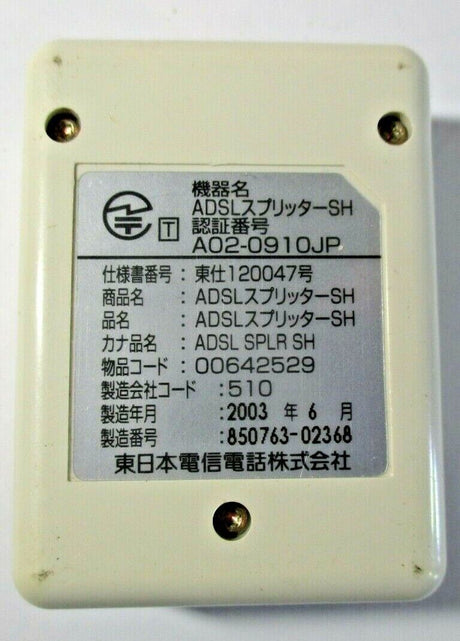 機器名
ADSLスプリッターSH
認証番号
T A02-0910JP
仕様書番号 : 東仕120047号
商品名 : ADSLスプリッターSH
品名 : ADSLスプリッターSH
カナ品名 : ADSL SPLR SH
物品コード : 00642529
製造会社コード :510
製造年月 :2003 年 6 月
製造番号 :850763-02368
東日本電信電話株式会社